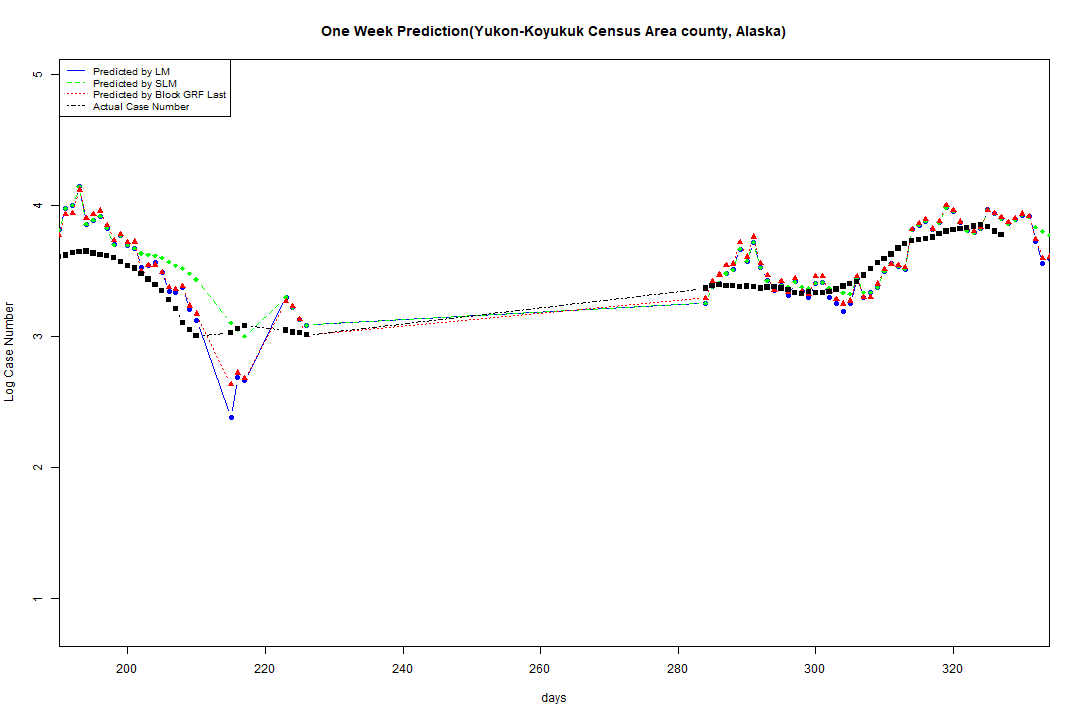 One Week Prediction(Yukon-Koyukuk Census Area county, Alaska)
Predicted by LM
Predicted by SLM
Predicted by Block GRF Last
Actual Case Number
5
4
3
2
1
Log Case Number
200 220 240 260 280 300 320
days